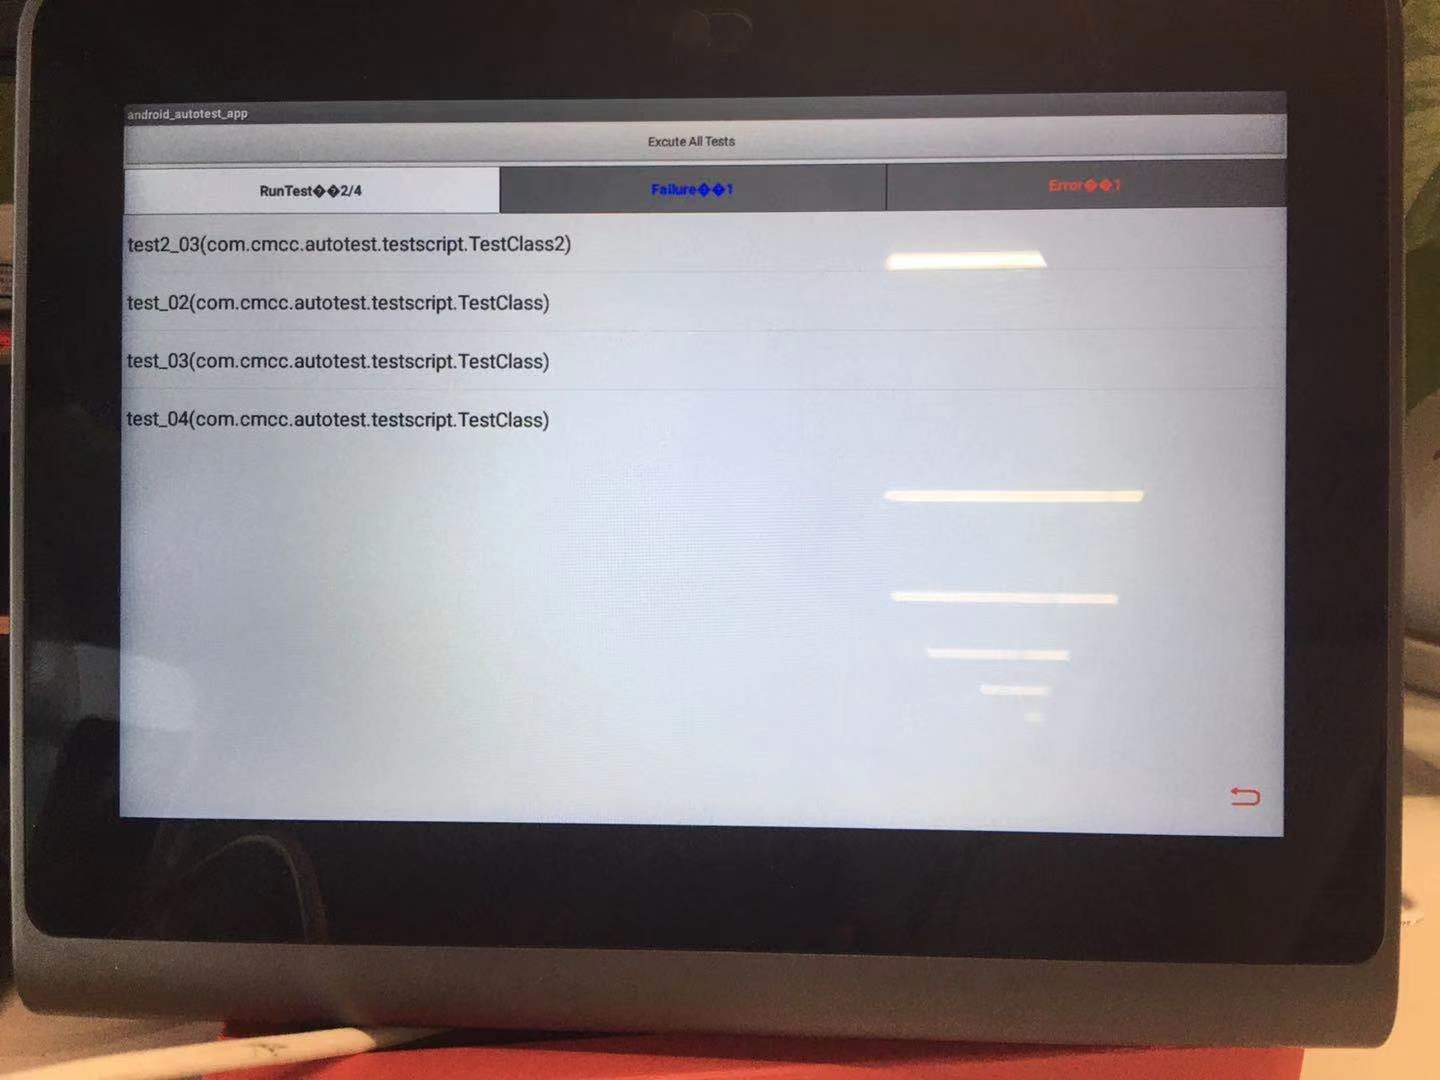 android_autotest_app
Excute All Tests
RunTest��2/4
Failure��1
Error��1
test2_03(com.cmcc.autotest.testscript.TestClass2)
test_02(com.cmcc.autotest.testscript.TestClass)
test_03(com.cmcc.autotest.testscript.TestClass)
test_04(com.cmcc.autotest.testscript.TestClass)